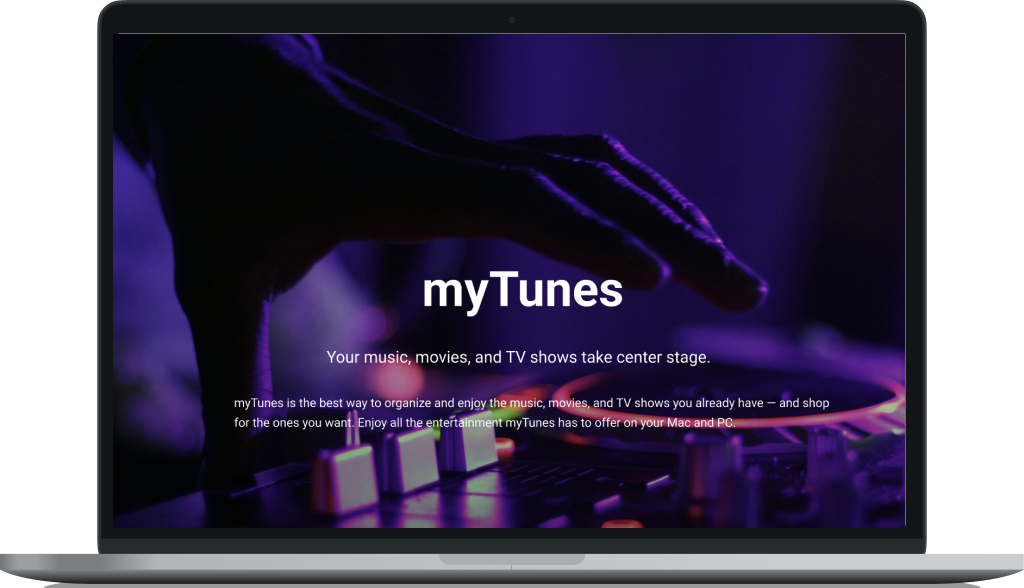 myTunes
Your music, movies, and TV shows take center stage.
myTunes is the best way to organize and enjoy the music, movies, and TV shows you already have — and shop
for the ones you want. Enjoy all the entertainment myTunes has to offer on your Mac and PC.